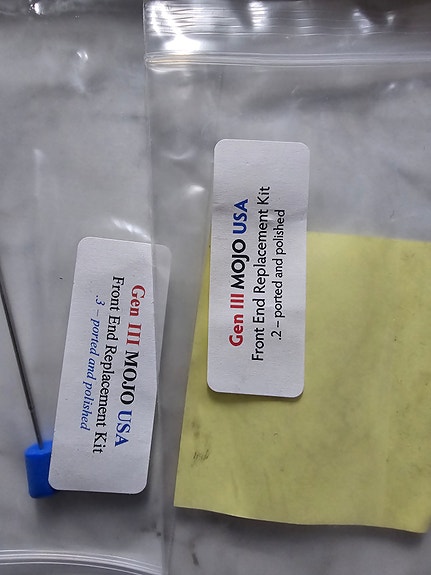 Gen III MOJO USA
Front End Replacement Kit
.3 – ported and polished
Gen III MOJO USA
Front End Replacement Kit
.2 – ported and polished